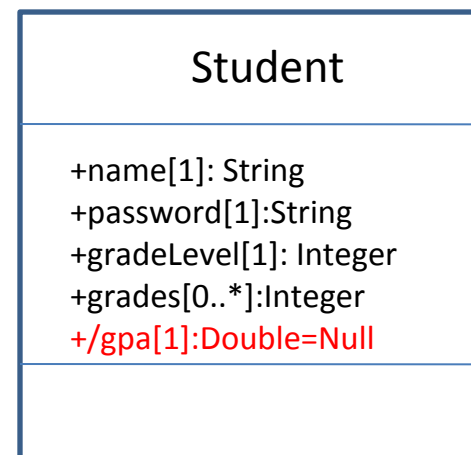 Student
+name[1]: String
+password[1]:String
+gradeLevel[1]: Integer
+grades[0..*]:Integer
+/gpa[1]:Double=Null